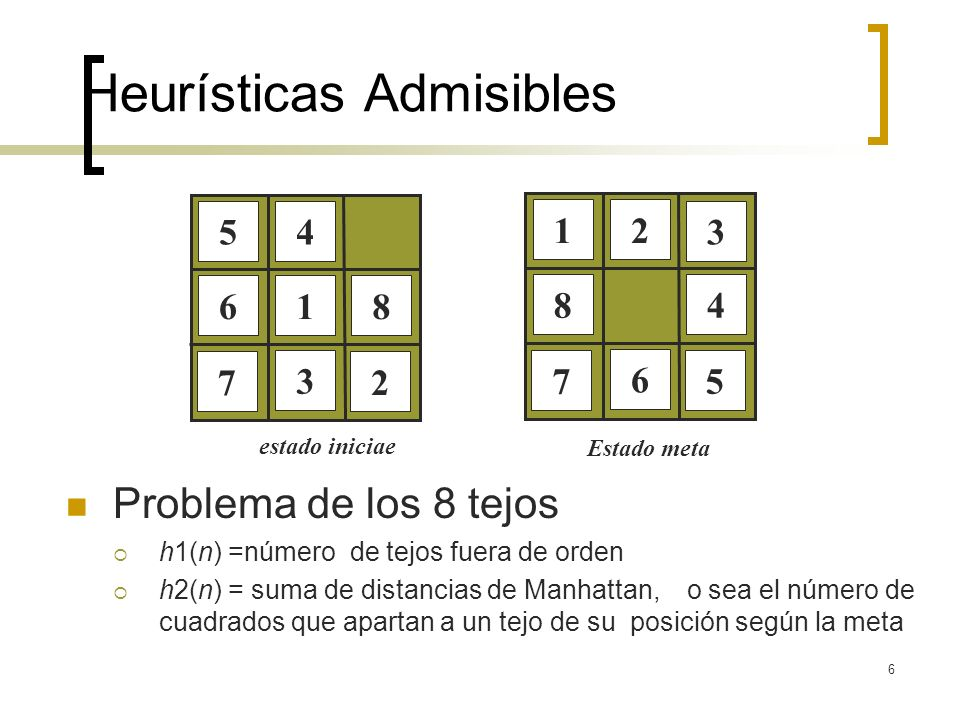 Heurísticas Admisibles
5 4
6 1 8
7 3 2
estado iniciae
1 2 3
8 4
7 6 5
Estado meta
Problema de los 8 tejos
h1(n) =número de tejos fuera de orden
h2(n) = suma de distancias de Manhattan, o sea el número de
cuadrados que apartan a un tejo de su posición según la meta
6